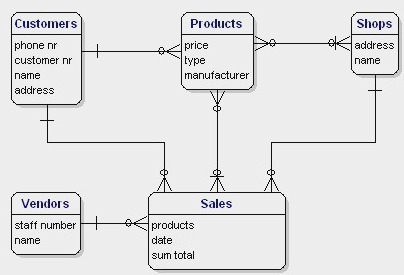 Customers
phone nr
customer nr
name
address
Products
price
type
manufacturer
Shops
address
name
Vendors
staff number
name
Sales
products
date
sum total